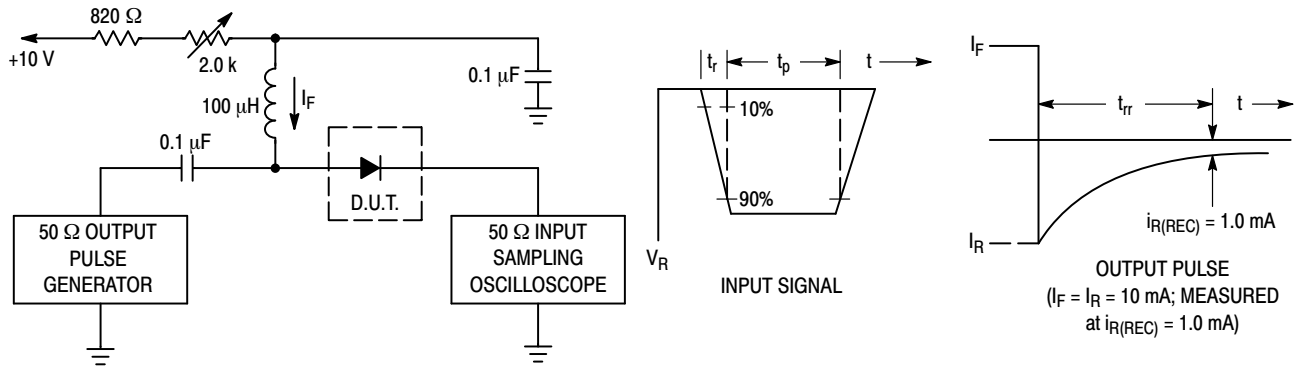 820 Ω
+10 V
2.0 k
100 μH
I_F
0.1 μF
0.1 μF
D.U.T.
50 Ω OUTPUT
PULSE
GENERATOR
50 Ω INPUT
SAMPLING
OSCILLOSCOPE
t_r
t_p
t
10%
90%
V_R
INPUT SIGNAL
I_F
t_rr
t
I_R
i_R(REC) = 1.0 mA
OUTPUT PULSE
(I_F = I_R = 10 mA; MEASURED
at i_R(REC) = 1.0 mA)